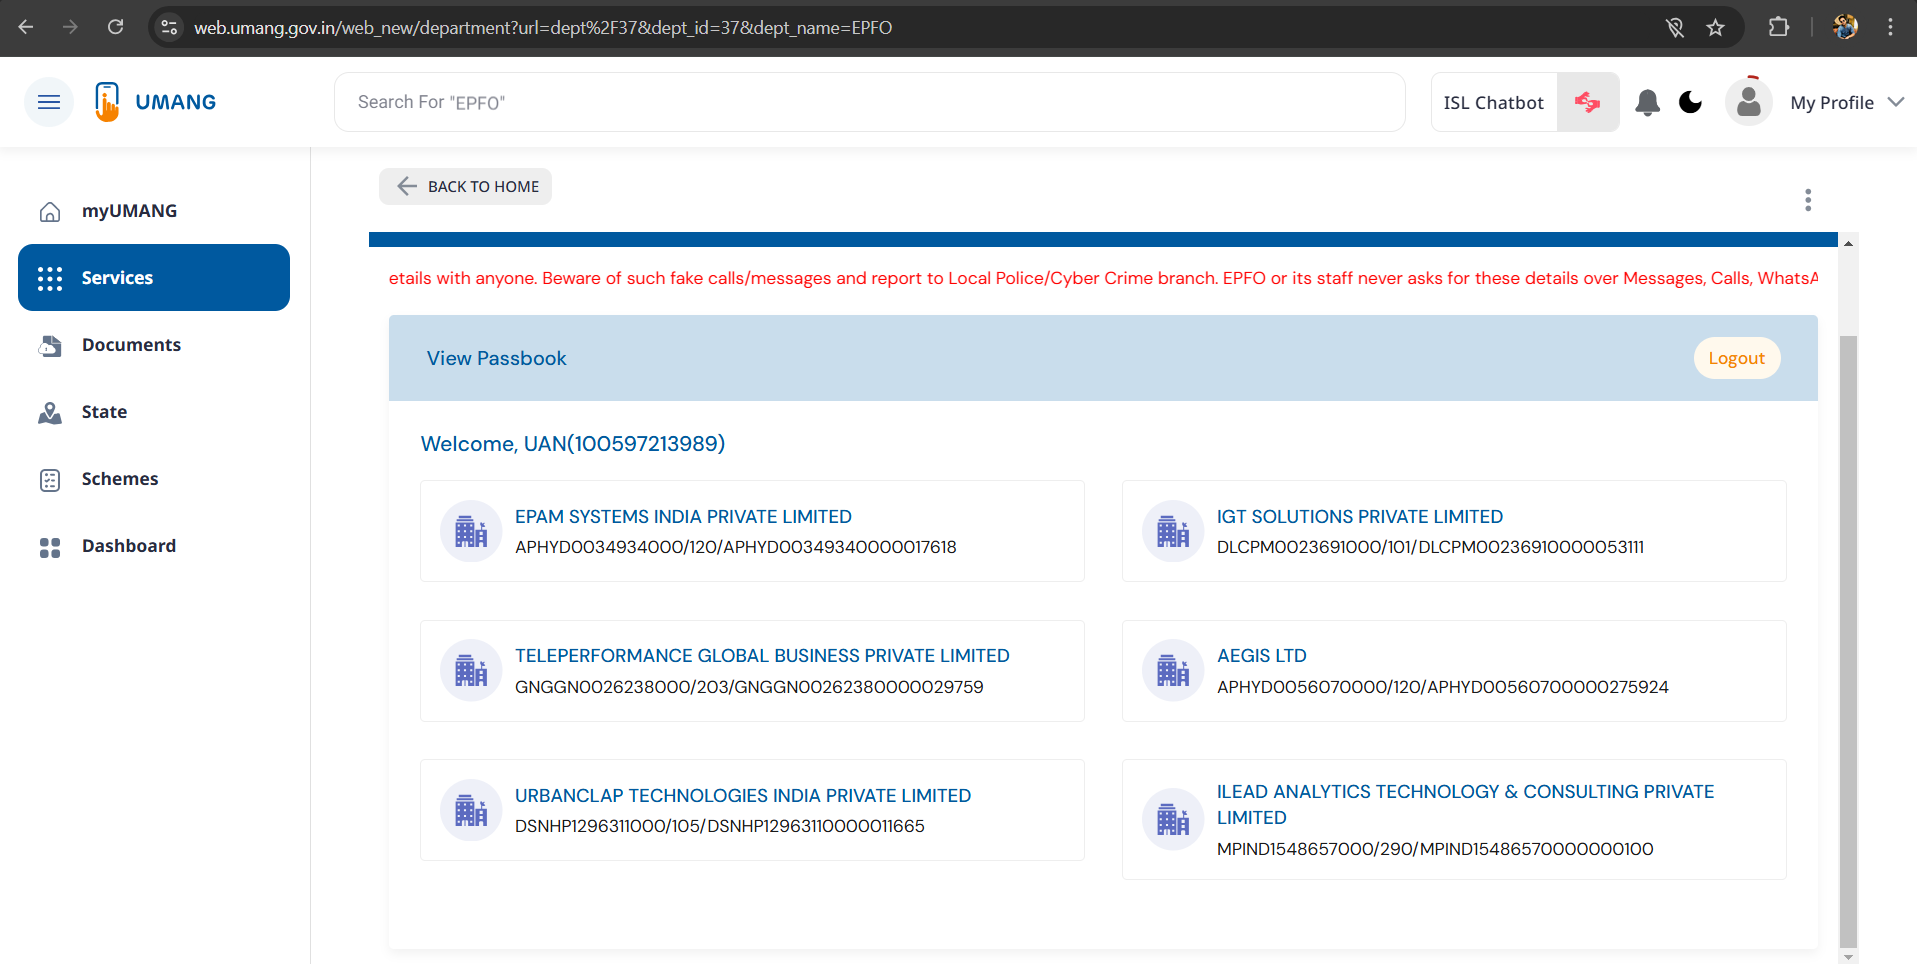 web.umang.gov.in/web_new/department?url=dept%2F37&dept_id=37&dept_name=EPFO
UMANG
Search For "EPFO"
ISL Chatbot
My Profile
BACK TO HOME
myUMANG
Services
Documents
State
Schemes
Dashboard
etails with anyone. Beware of such fake calls/messages and report to Local Police/Cyber Crime branch. EPFO or its staff never asks for these details over Messages, Calls, WhatsA
View Passbook
Logout
Welcome, UAN(100597213989)
EPAM SYSTEMS INDIA PRIVATE LIMITED
APHYD0034934000/120/APHYD00349340000017618
IGT SOLUTIONS PRIVATE LIMITED
DLCPM0023691000/101/DLCPM00236910000053111
TELEPERFORMANCE GLOBAL BUSINESS PRIVATE LIMITED
GNGGN0026238000/203/GNGGN00262380000029759
AEGIS LTD
APHYD0056070000/120/APHYD00560700000275924
URBANCLAP TECHNOLOGIES INDIA PRIVATE LIMITED
DSNHP1296311000/105/DSNHP12963110000011665
ILEAD ANALYTICS TECHNOLOGY & CONSULTING PRIVATE
LIMITED
MPIND1548657000/290/MPIND15486570000000100